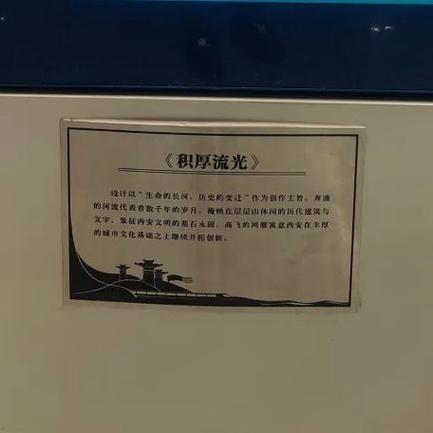 《积厚流光》
设计以“生命的长河，历史的变迁”作为创作主旨。奔涌
的河流代表着数千年的岁月，掩映在层层山体间的历代建筑与
文字，象征西安文明的基石永固，高飞的鸿雁寓意西安在丰厚
的城市文化基础之上继续开拓创新。